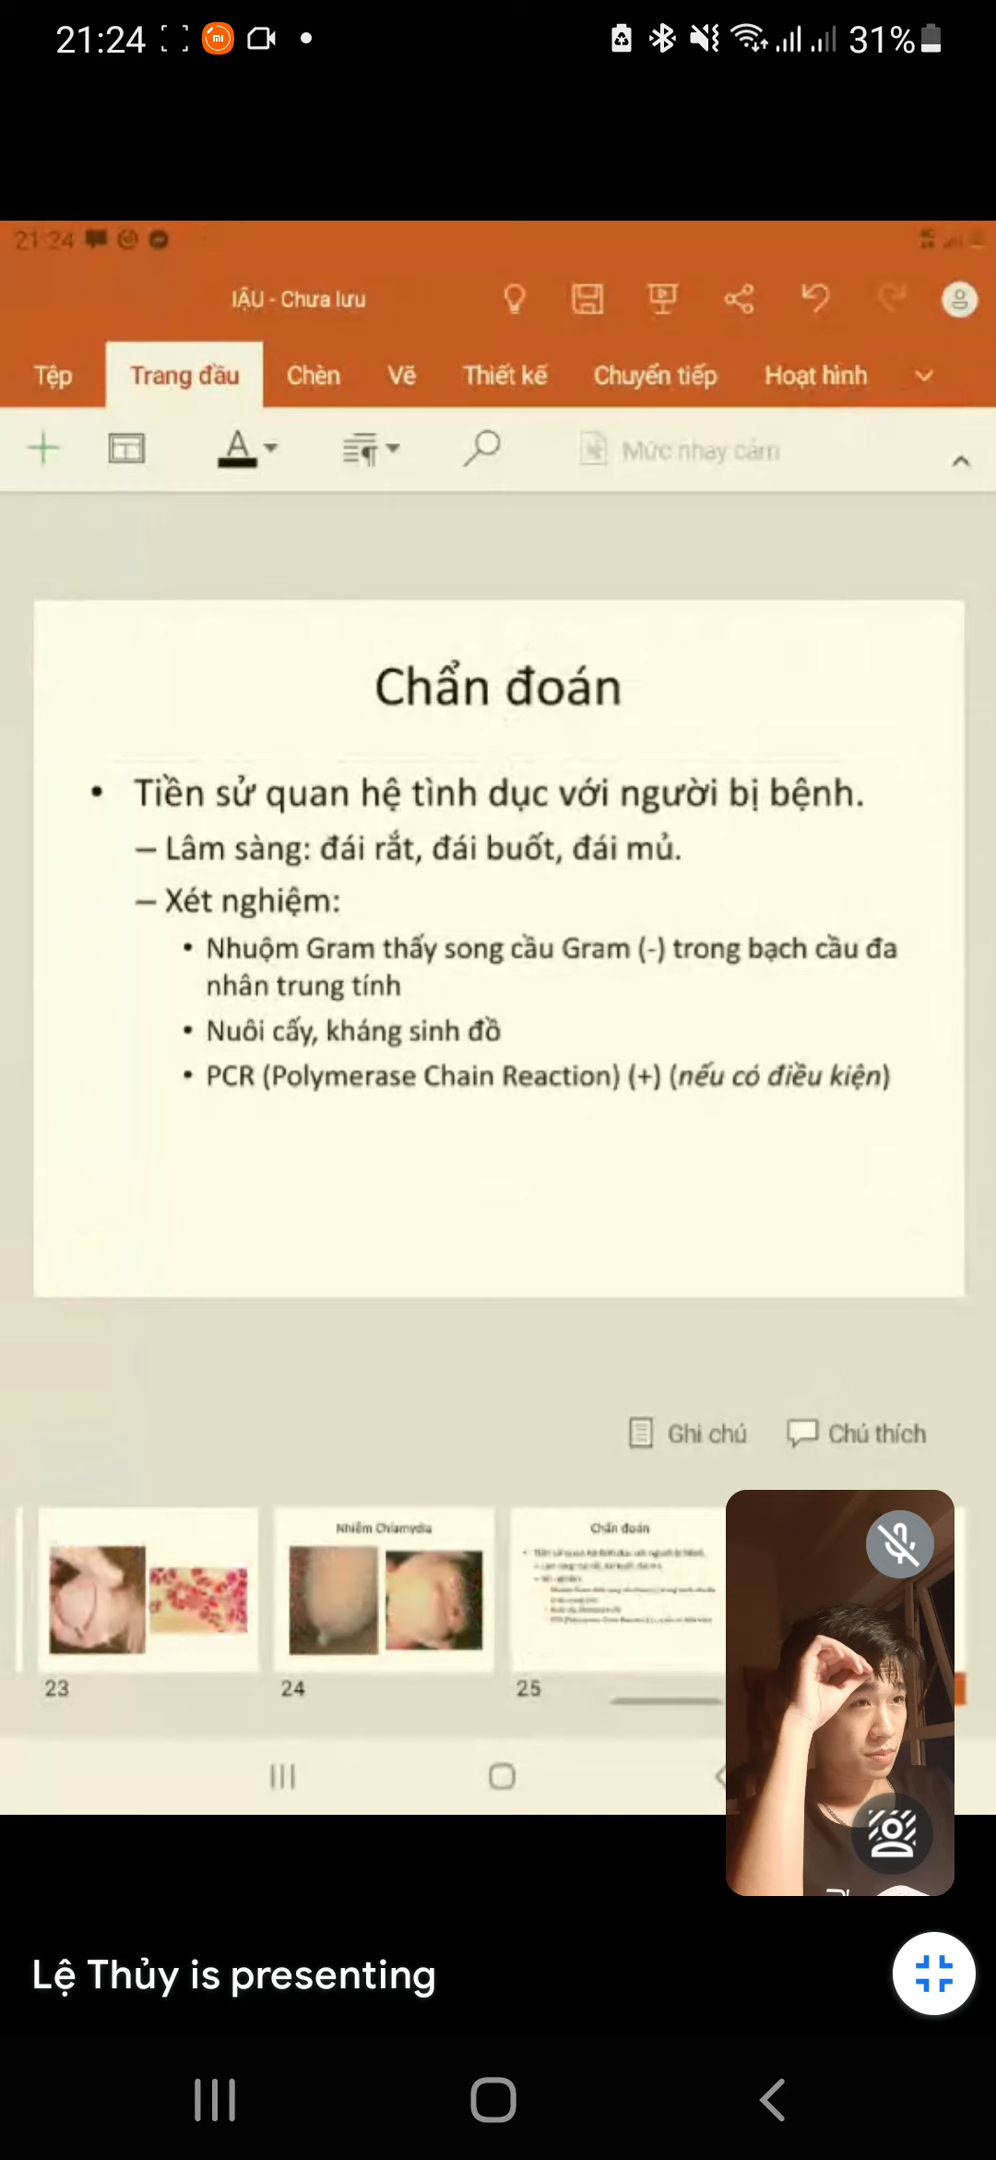 21:24
31%
21:24
IẬU - Chưa lưu
Tệp
Trang đầu
Chèn
Vẽ
Thiết kế
Chuyển tiếp
Hoạt hình
A
Mức nhạy cảm
Chẩn đoán
• Tiền sử quan hệ tình dục với người bị bệnh.
– Lâm sàng: đái rắt, đái buốt, đái mủ.
– Xét nghiệm:
• Nhuộm Gram thấy song cầu Gram (-) trong bạch cầu đa
nhân trung tính
• Nuôi cấy, kháng sinh đồ
• PCR (Polymerase Chain Reaction) (+) (nếu có điều kiện)
Ghi chú
Chú thích
Nhiễm Chlamydia
Chẩn đoán
23
24
25
Lệ Thủy is presenting